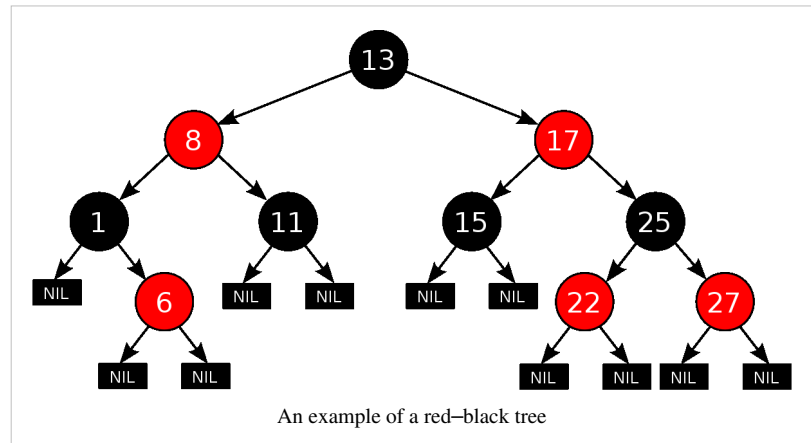 13
8 17
1 11 15 25
NIL 6 NIL NIL NIL NIL 22 27
NIL NIL NIL NIL NIL NIL
An example of a red–black tree